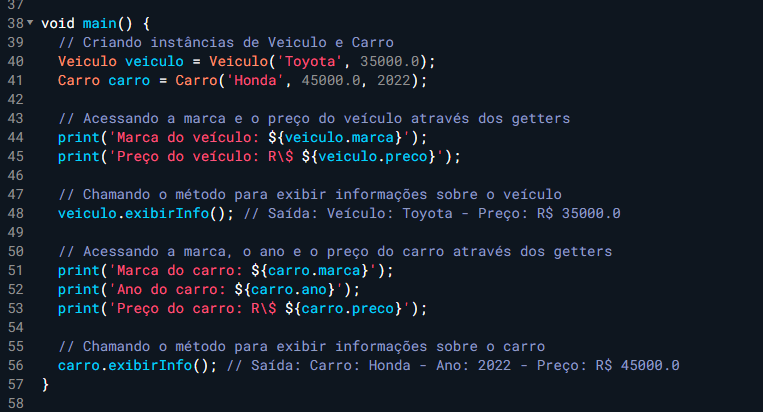 37
38 void main() {
39   // Criando instâncias de Veiculo e Carro
40   Veiculo veiculo = Veiculo('Toyota', 35000.0);
41   Carro carro = Carro('Honda', 45000.0, 2022);
42
43   // Acessando a marca e o preço do veículo através dos getters
44   print('Marca do veículo: ${veiculo.marca}');
45   print('Preço do veículo: R\$ ${veiculo.preco}');
46
47   // Chamando o método para exibir informações sobre o veículo
48   veiculo.exibirInfo(); // Saída: Veículo: Toyota - Preço: R$ 35000.0
49
50   // Acessando a marca, o ano e o preço do carro através dos getters
51   print('Marca do carro: ${carro.marca}');
52   print('Ano do carro: ${carro.ano}');
53   print('Preço do carro: R\$ ${carro.preco}');
54
55   // Chamando o método para exibir informações sobre o carro
56   carro.exibirInfo(); // Saída: Carro: Honda - Ano: 2022 - Preço: R$ 45000.0
57 }
58